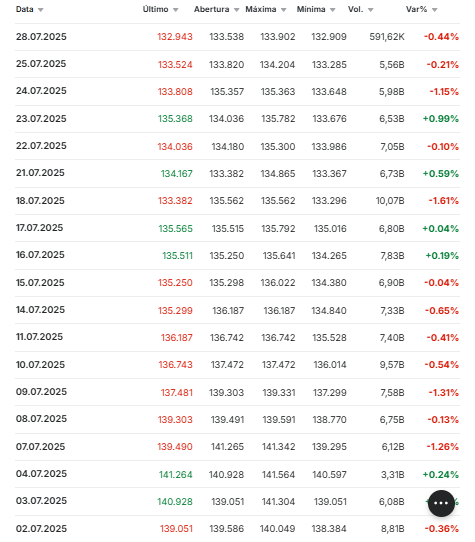 Data Último Abertura Máxima Mínima Vol. Var%
28.07.2025 132.943 133.538 133.902 132.909 591,62K -0.44%
25.07.2025 133.524 133.820 134.204 133.285 5,56B -0.21%
24.07.2025 133.808 135.357 135.363 133.648 5,98B -1.15%
23.07.2025 135.368 134.036 135.782 133.676 6,53B +0.99%
22.07.2025 134.036 134.180 135.300 133.986 7,05B -0.10%
21.07.2025 134.167 133.382 134.865 133.367 6,73B +0.59%
18.07.2025 133.382 135.562 135.562 133.296 10,07B -1.61%
17.07.2025 135.565 135.515 135.792 135.016 6,80B +0.04%
16.07.2025 135.511 135.250 135.641 134.265 7,83B +0.19%
15.07.2025 135.250 135.298 136.022 134.380 6,90B -0.04%
14.07.2025 135.299 136.187 136.187 134.840 7,33B -0.65%
11.07.2025 136.187 136.742 136.742 135.528 7,40B -0.41%
10.07.2025 136.743 137.472 137.472 136.014 9,57B -0.54%
09.07.2025 137.481 139.303 139.331 137.299 7,58B -1.31%
08.07.2025 139.303 139.491 139.591 138.770 6,75B -0.13%
07.07.2025 139.490 141.265 141.342 139.295 6,12B -1.26%
04.07.2025 141.264 140.928 141.564 140.597 3,31B +0.24%
03.07.2025 140.928 139.051 141.304 139.051 6,08B
02.07.2025 139.051 139.586 140.049 138.384 8,81B -0.36%